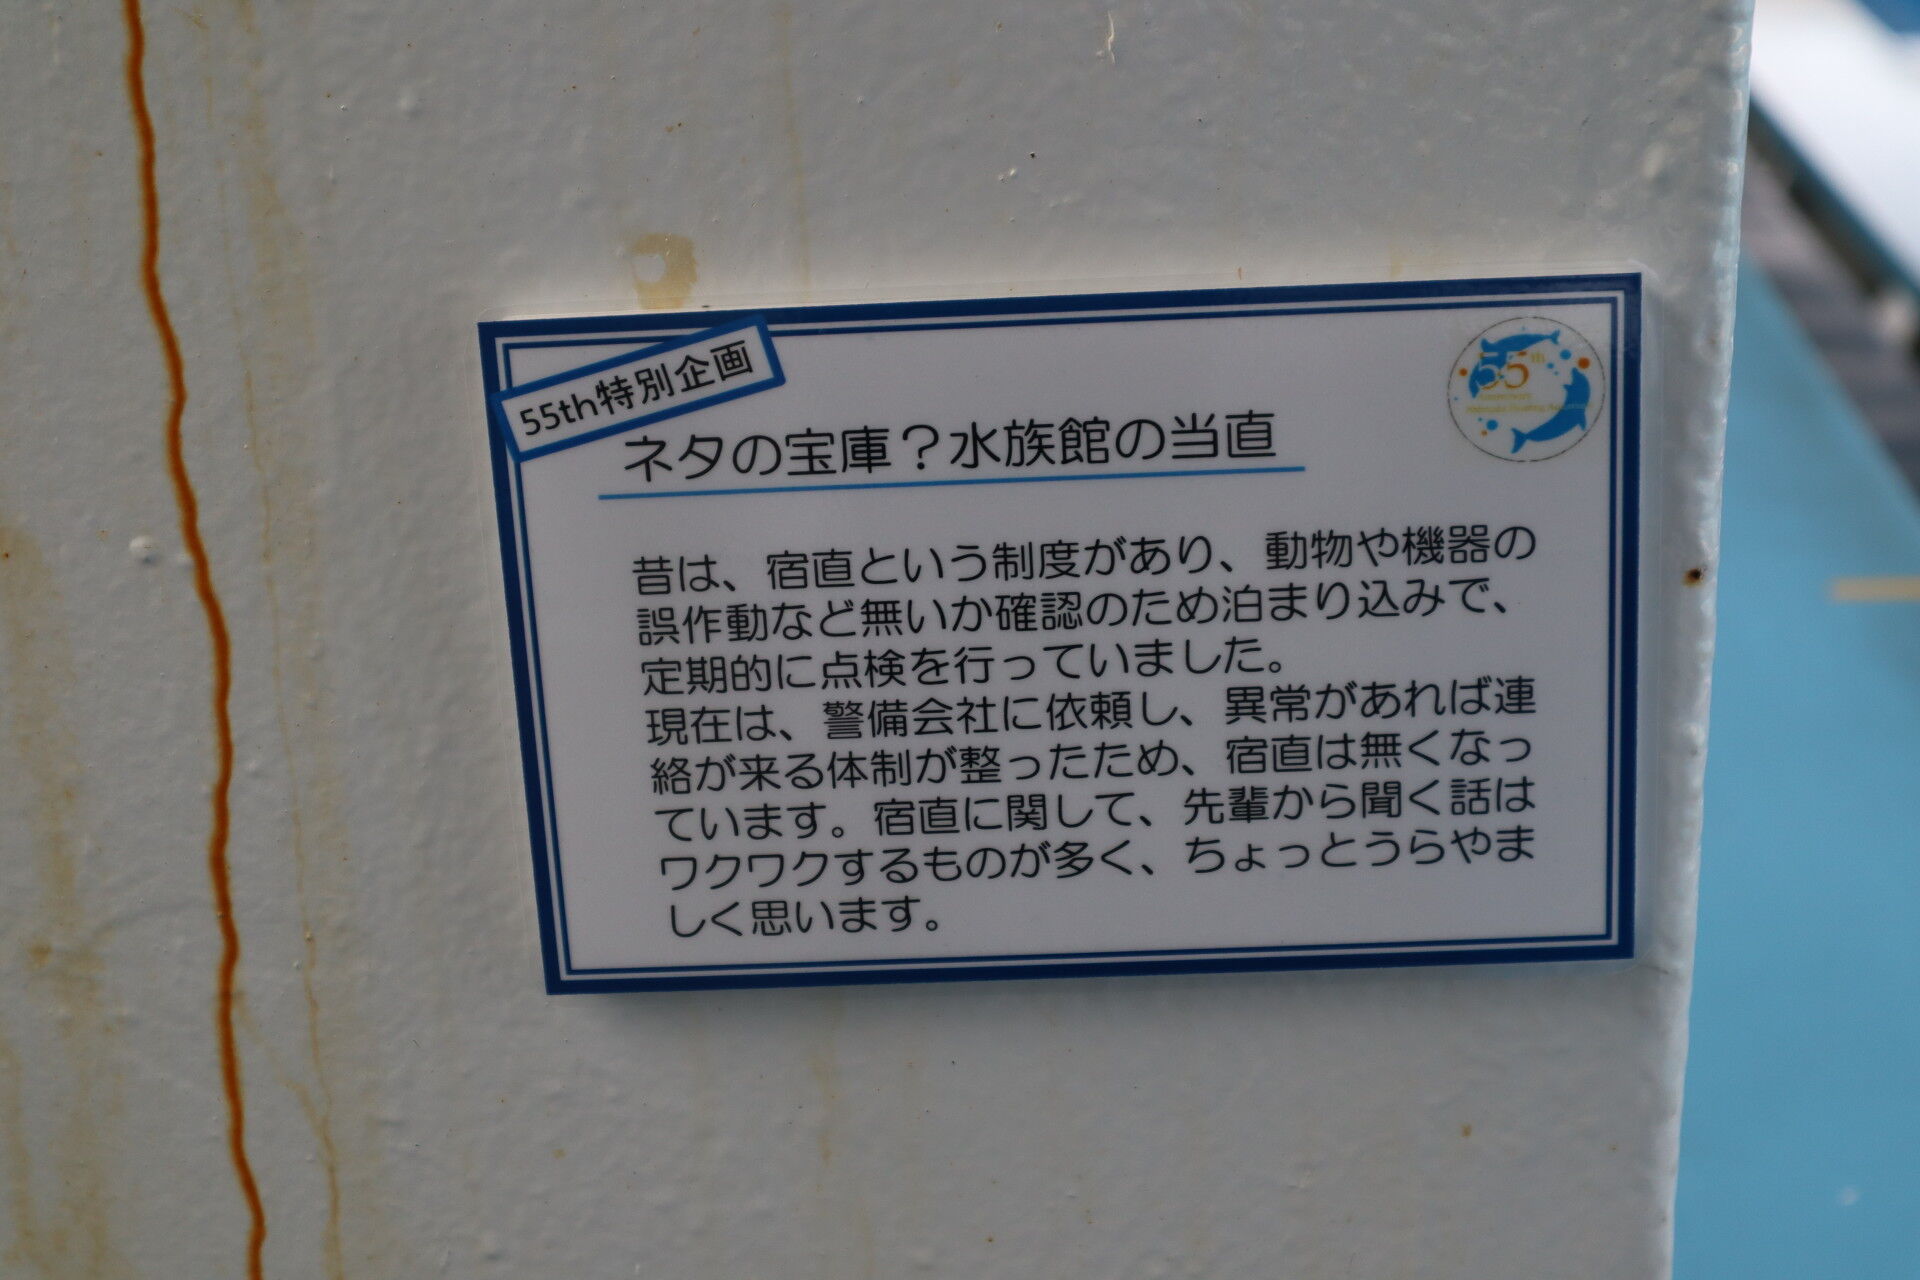 55th特別企画
ネタの宝庫？水族館の当直
55th
昔は、宿直という制度があり、動物や機器の
誤作動など無いか確認のため泊まり込みで、
定期的に点検を行っていました。
現在は、警備会社に依頼し、異常があれば連
絡が来る体制が整ったため、宿直は無くなっ
ています。宿直に関して、先輩から聞く話は
ワクワクするものが多く、ちょっとうらやま
しく思います。